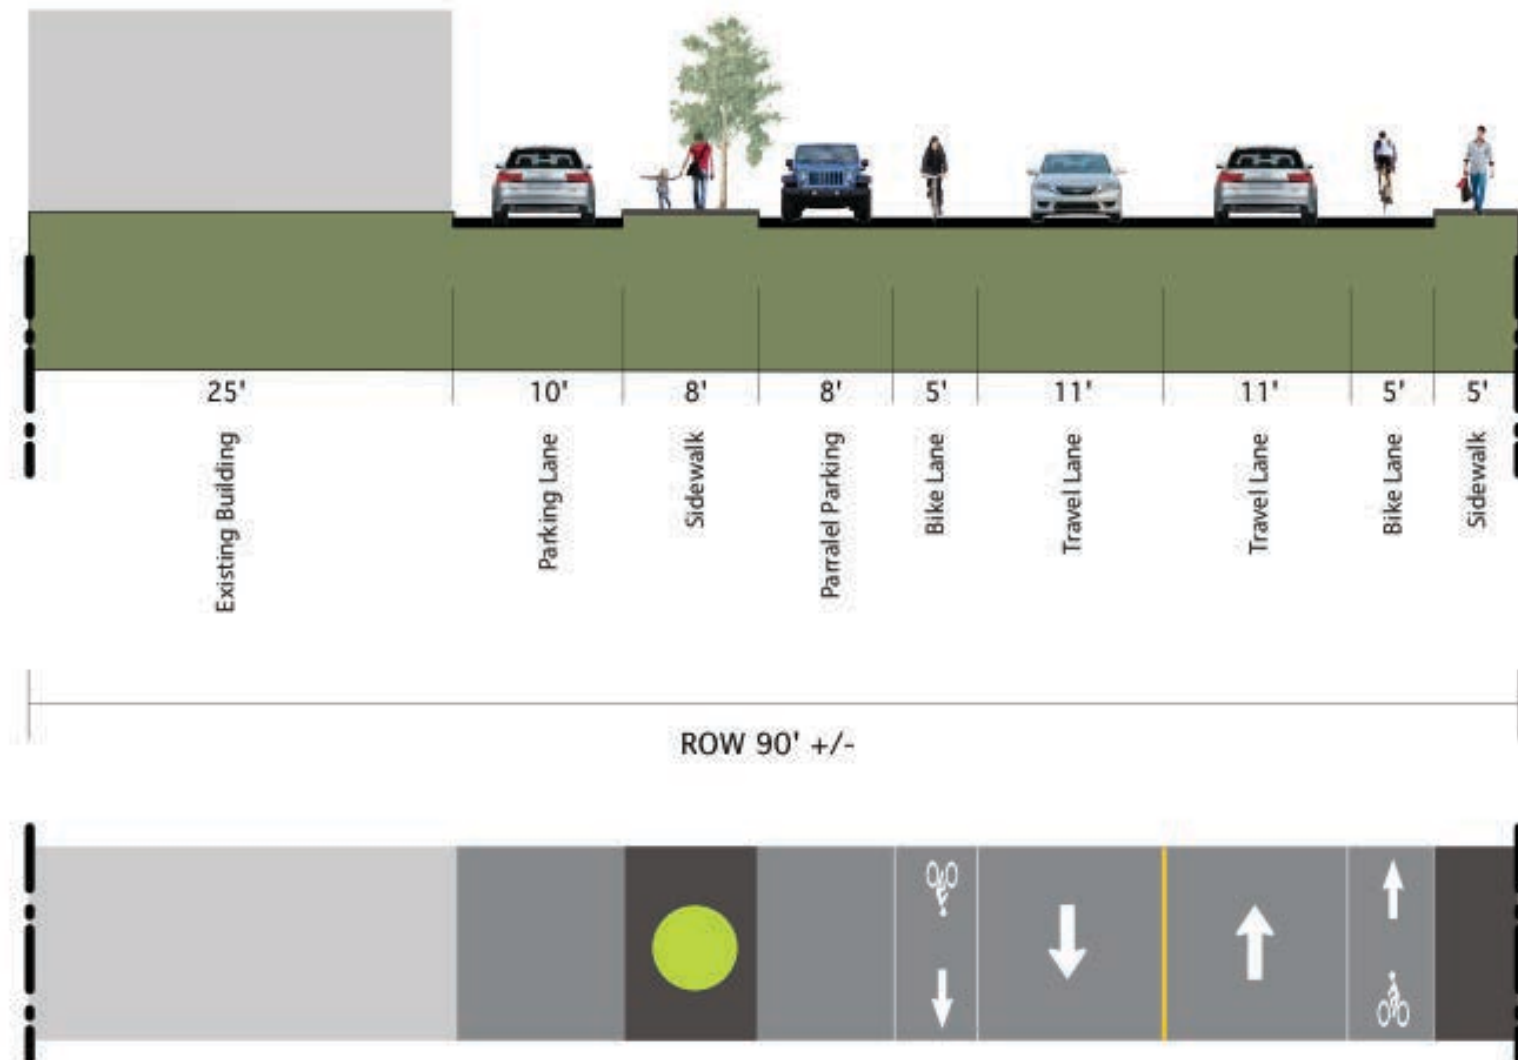 25' 10' 8' 8' 5' 11' 11' 5' 5'
Existing Building
Parking Lane
Sidewalk
Parralel Parking
Bike Lane
Travel Lane
Travel Lane
Bike Lane
Sidewalk
ROW 90' +/-